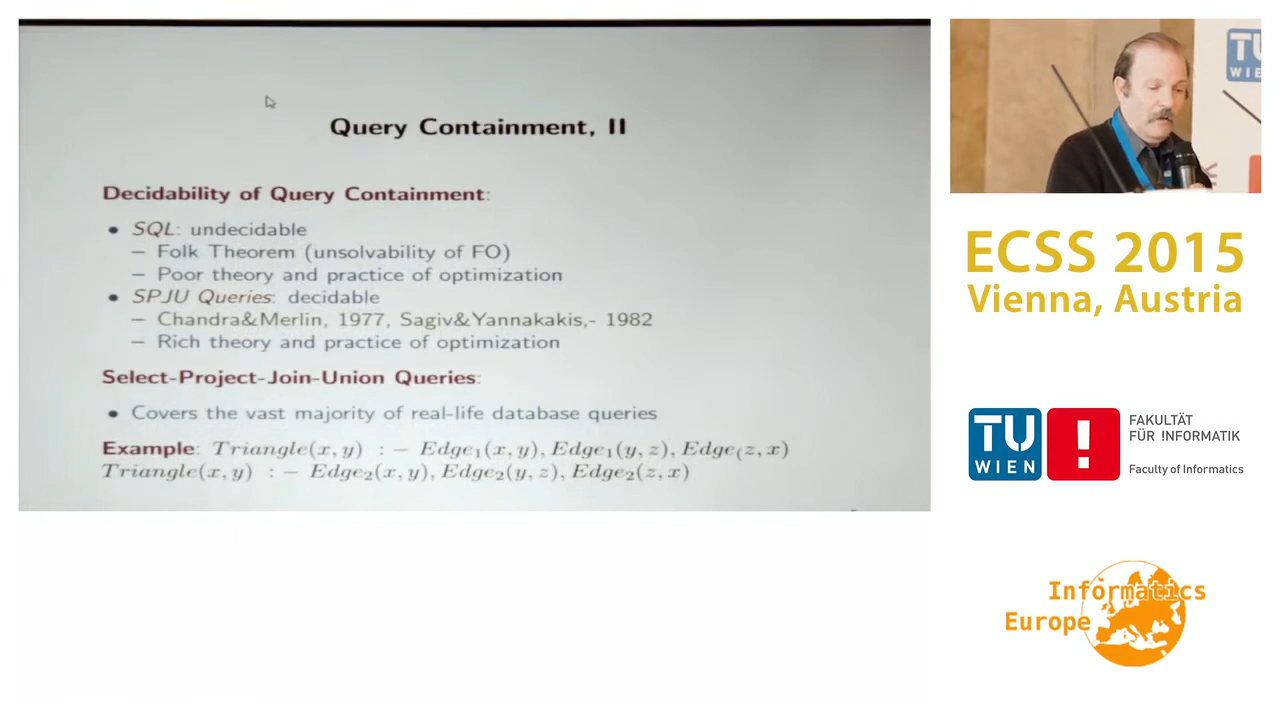 Query Containment, II
Decidability of Query Containment:
• SQL: undecidable
– Folk Theorem (unsolvability of FO)
– Poor theory and practice of optimization
• SPJU Queries: decidable
– Chandra&Merlin, 1977, Sagiv&Yannakakis,- 1982
– Rich theory and practice of optimization
Select-Project-Join-Union Queries:
• Covers the vast majority of real-life database queries
Example: Triangle(x, y) :– Edge₁(x, y), Edge₁(y, z), Edge₍z, x)
Triangle(x, y) :– Edge₂(x, y), Edge₂(y, z), Edge₂(z, x)
TU
WIE
ECSS 2015
Vienna, Austria
TU
WIEN
!
FAKULTÄT
FÜR !NFORMATIK
Faculty of Informatics
Informatics
Europe